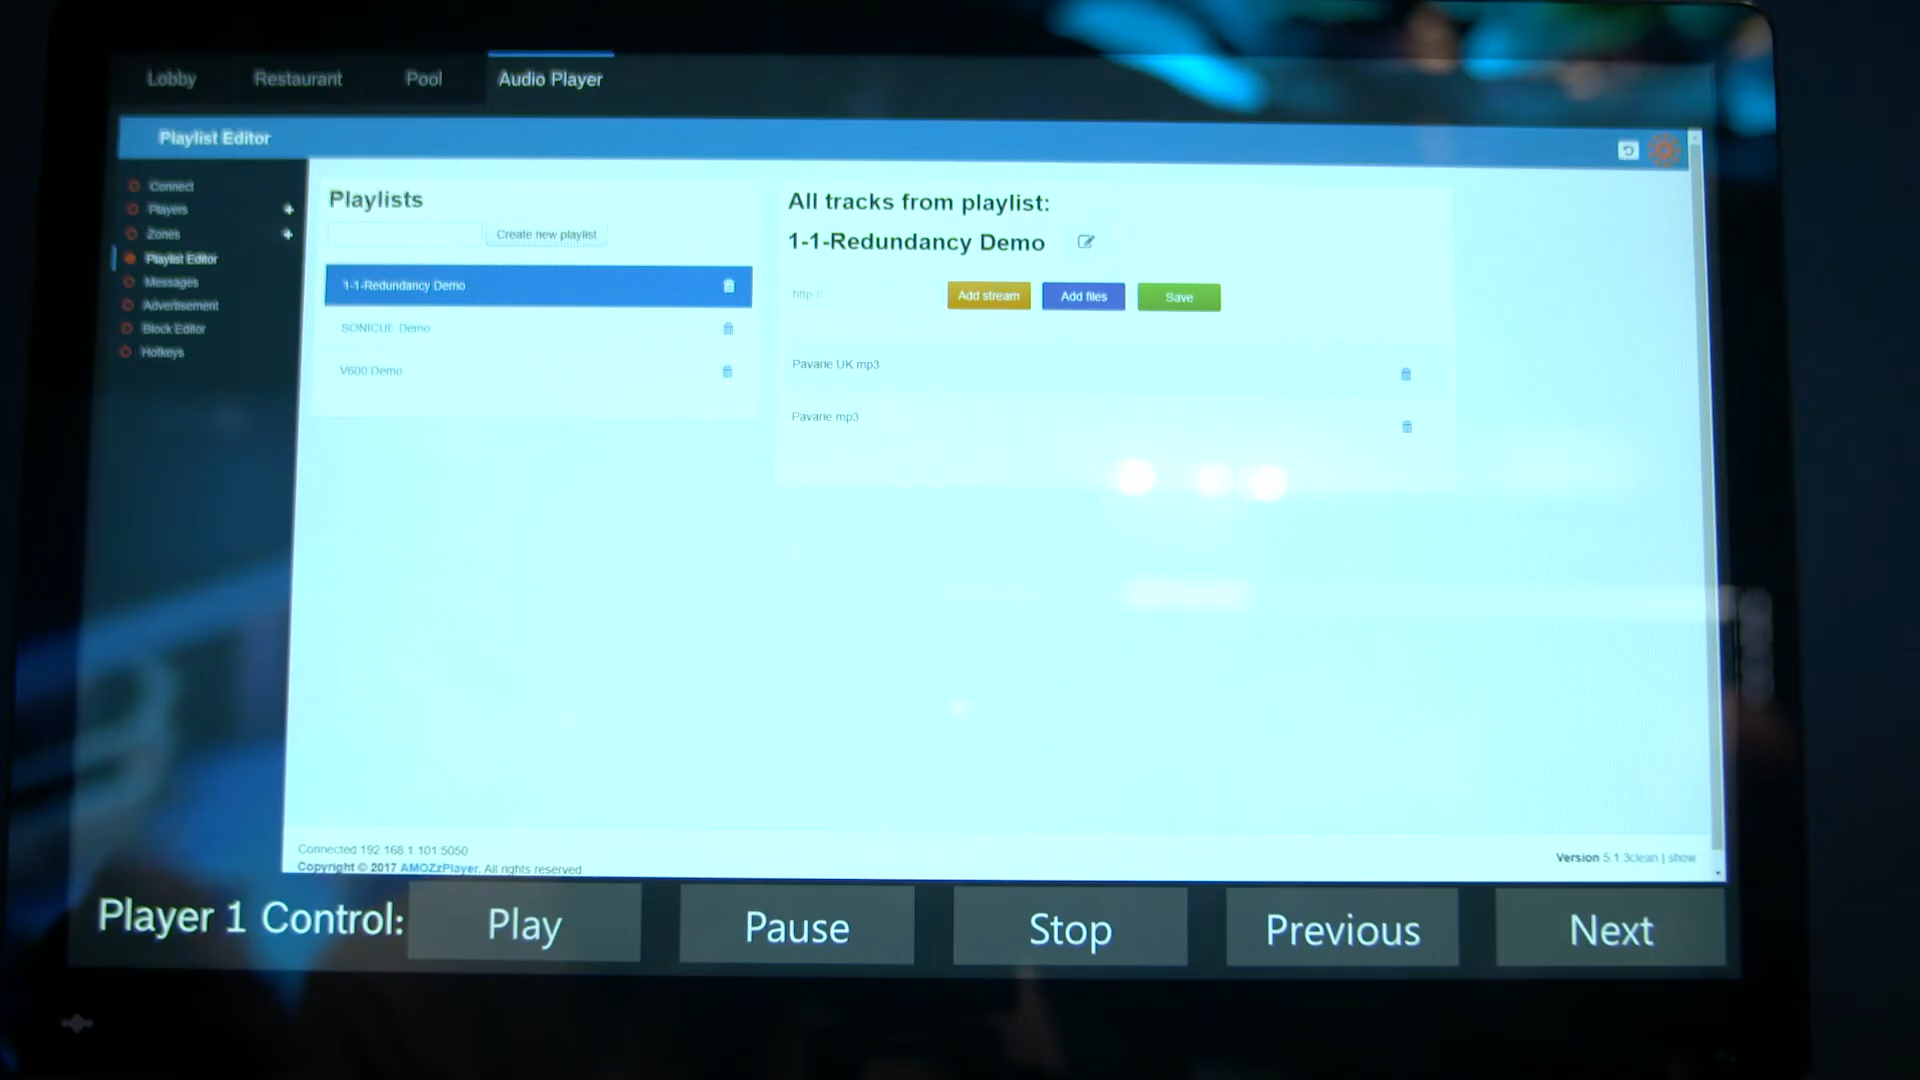 Lobby Restaurant Pool Audio Player
Playlist Editor
Connect
Players
Zones
Playlist Editor
Messages
Advertisement
Block Editor
Hotkeys
Playlists
Create new playlist
1-1-Redundancy Demo
SONICUE Demo
V600 Demo
All tracks from playlist:
1-1-Redundancy Demo
http://
Add stream Add files Save
Pavane UK.mp3
Pavane.mp3
Connected 192.168.1.101:5050
Copyright © 2017 AMOZzPlayer. All rights reserved
Version 5.1.3clean | show
Player 1 Control: Play Pause Stop Previous Next